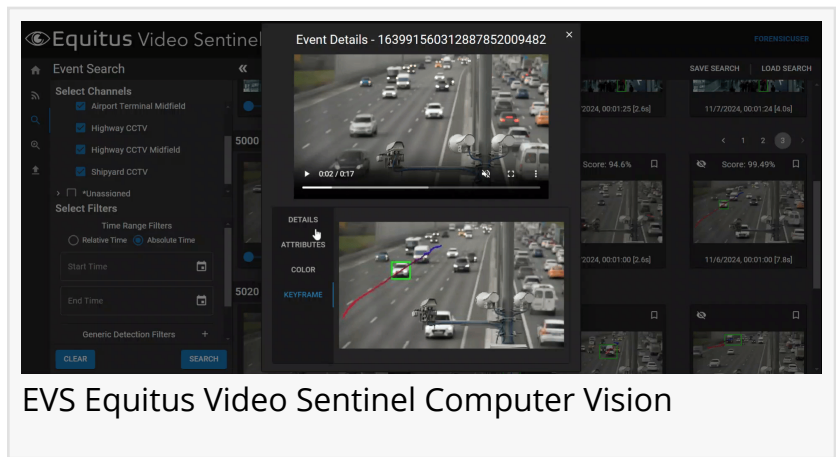 Equitus Video Sentinel
Event Details - 163991560312887852009482
×
FORENSICUSER
Event Search
«
SAVE SEARCH
LOAD SEARCH
Select Channels
Airport Terminal Midfield
Highway CCTV
Highway CCTV Midfield
Shipyard CCTV
*Unassigned
Select Filters
Time Range Filters
Relative Time
Absolute Time
Start Time
End Time
Generic Detection Filters +
CLEAR
SEARCH
5000
5020
0:02 / 0:17
DETAILS
ATTRIBUTES
COLOR
KEYFRAME
2024, 00:01:25 [2.6s]
11/7/2024, 00:01:24 [4.0s]
< 1 2 3 >
Score: 94.6%
Score: 99.49%
2024, 00:01:00 [2.6s]
11/6/2024, 00:01:00 [7.8s]
EVS Equitus Video Sentinel Computer Vision